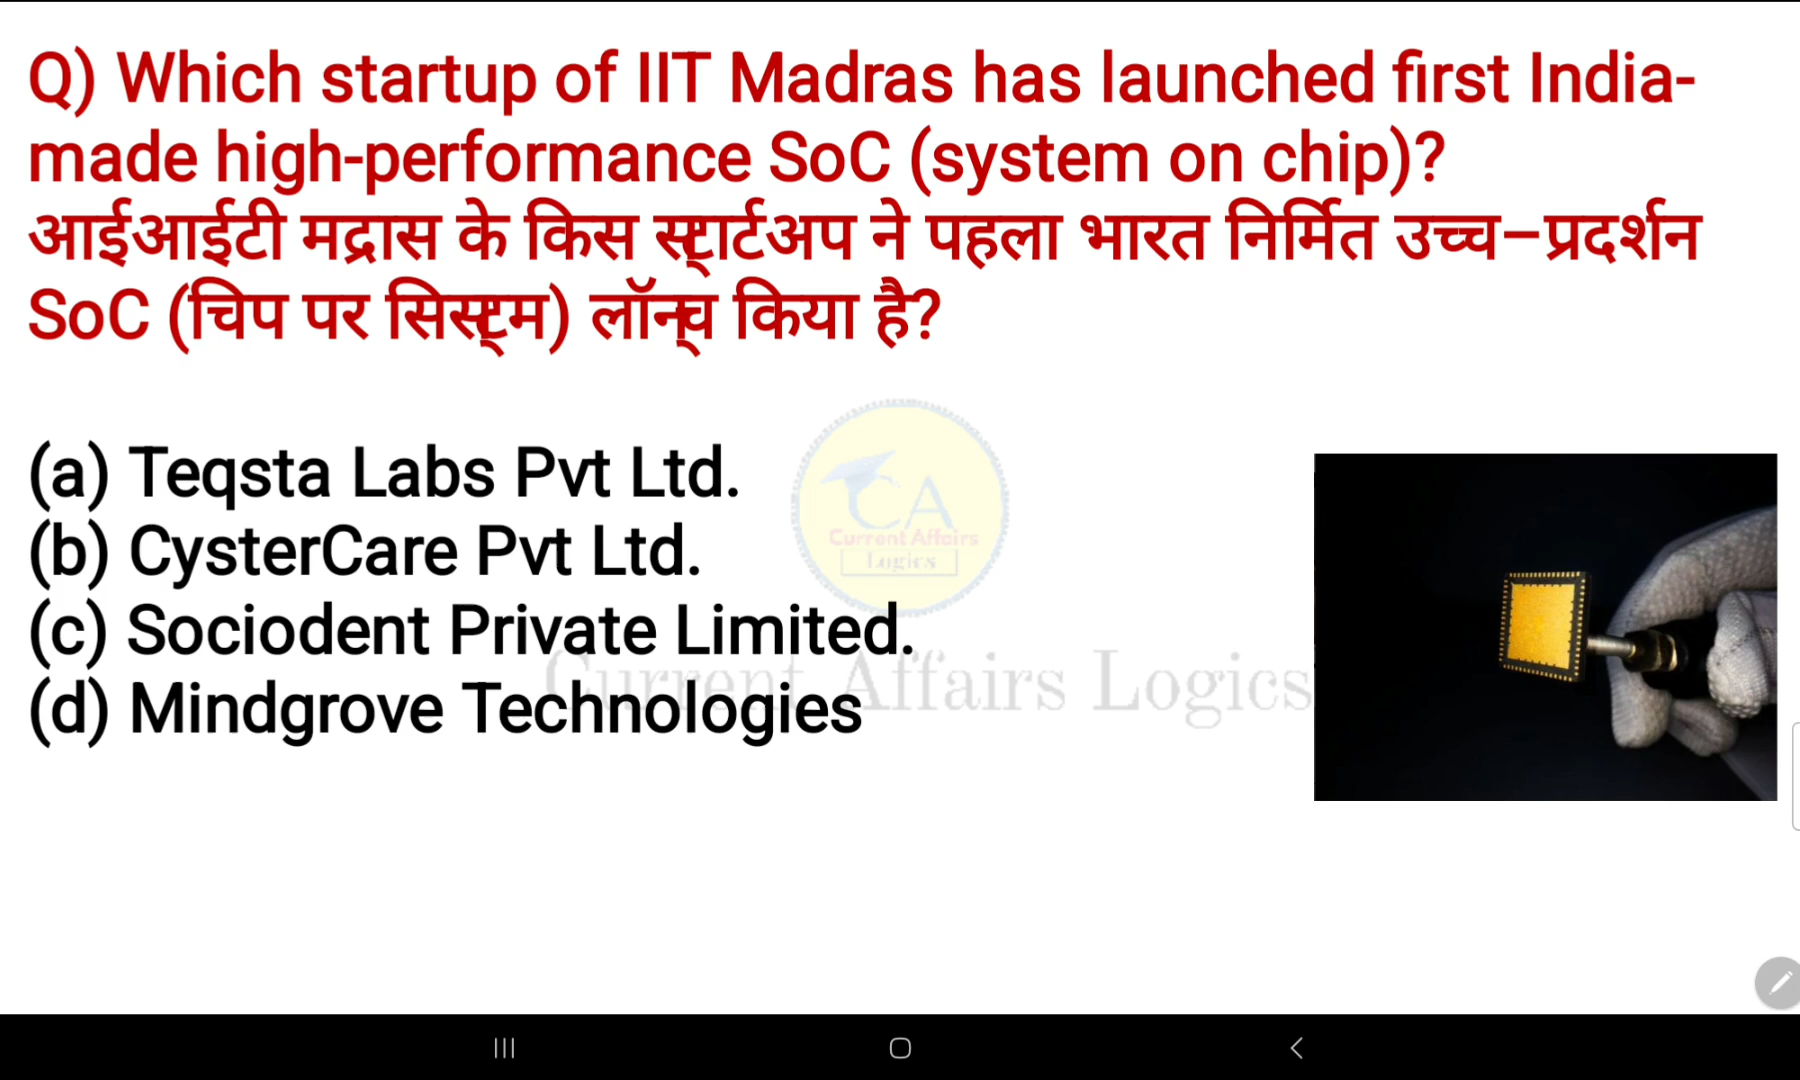 Q) Which startup of IIT Madras has launched first India-
made high-performance SoC (system on chip)?
आईआईटी मद्रास के किस स्टार्टअप ने पहला भारत निर्मित उच्च-प्रदर्शन
SoC (चिप पर सिस्टम) लॉन्च किया है?
(a) Teqsta Labs Pvt Ltd.
(b) CysterCare Pvt Ltd.
(c) Sociodent Private Limited.
(d) Mindgrove Technologies
CA
Current Affairs
Logics
Current Affairs Logics